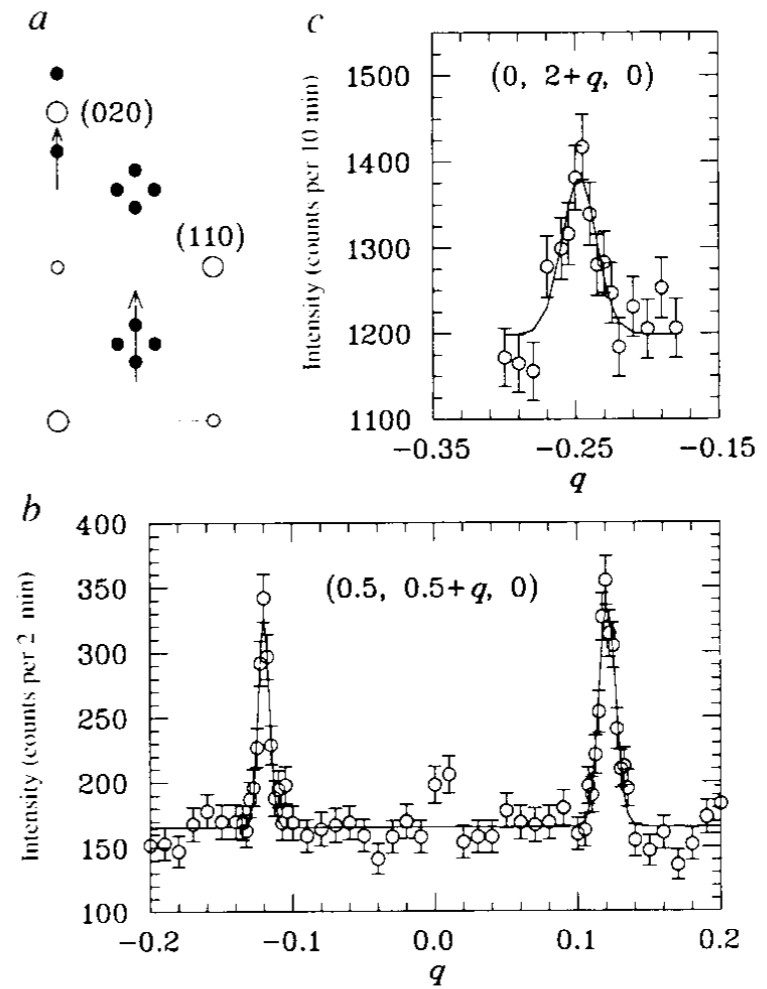 a
(020)
(110)
c
Intensity (counts per 10 min)
1500
1400
1300
1200
1100
(0, 2+q, 0)
−0.35
−0.25
−0.15
q
b
Intensity (counts per 2 min)
400
350
300
250
200
150
100
(0.5, 0.5+q, 0)
−0.2
−0.1
0.0
0.1
0.2
q